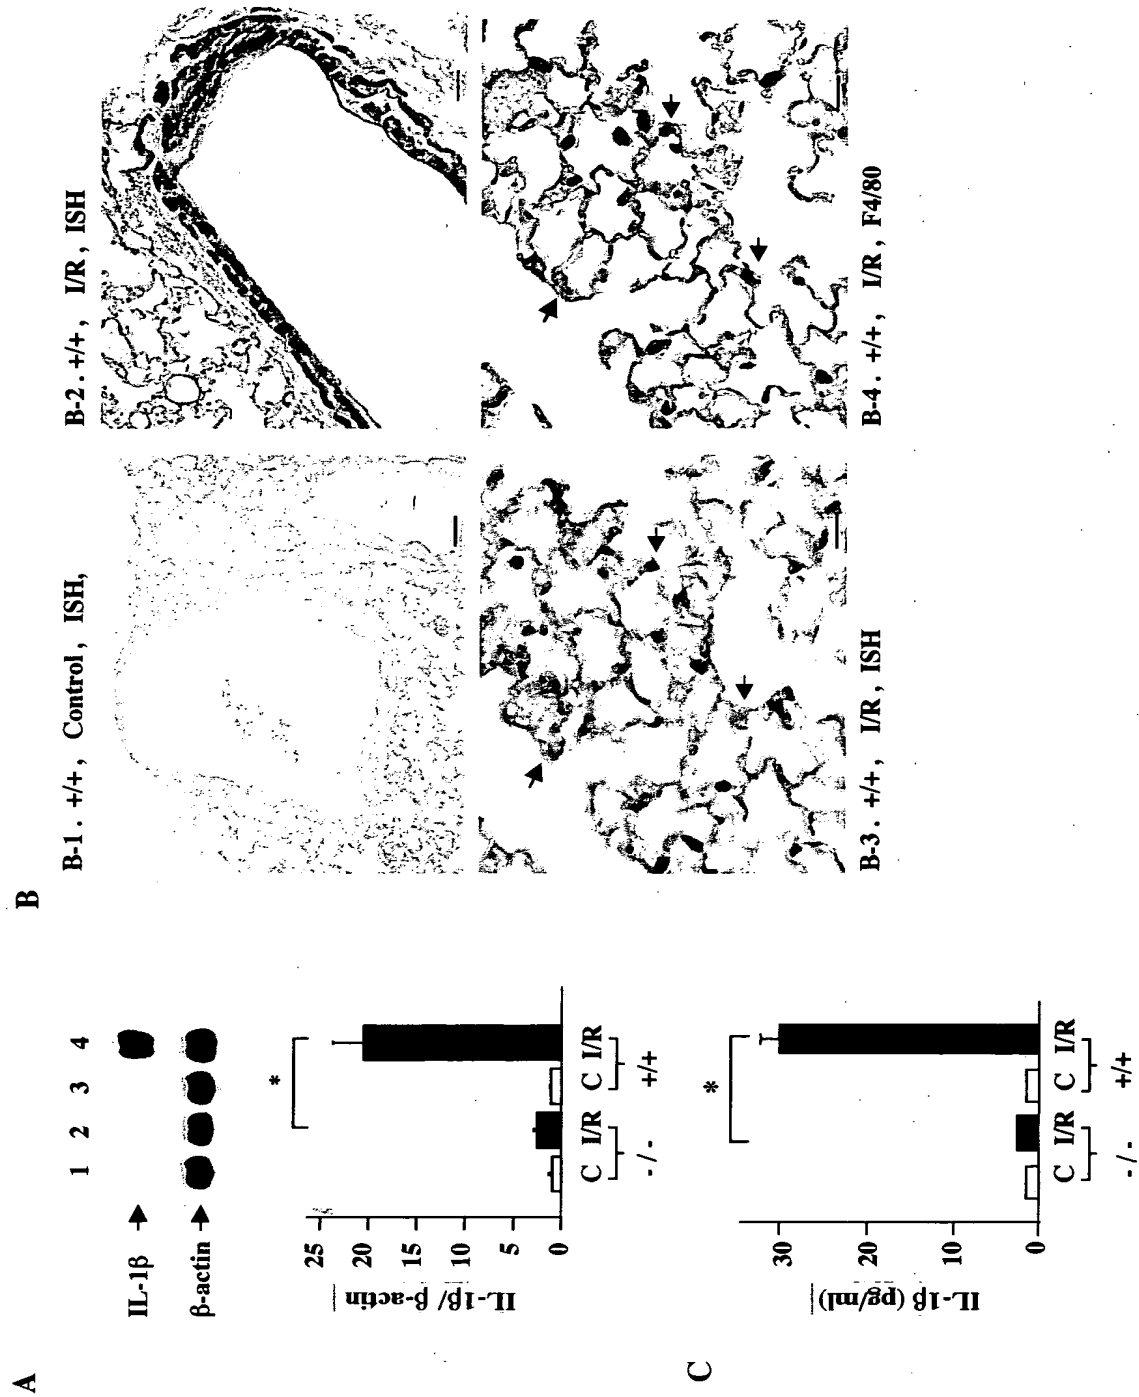 A
1 2 3 4
IL-1β
β-actin
*
25
20
15
10
5
0
IL-1β/ β-actin
C I/R C I/R
-/- +/+
B
B-1. +/+, Control, ISH,
B-2. +/+, I/R, ISH
B-3. +/+, I/R, ISH
B-4. +/+, I/R, F4/80
C
*
30
20
10
0
IL-1β (pg/ml)
C I/R C I/R
-/- +/+